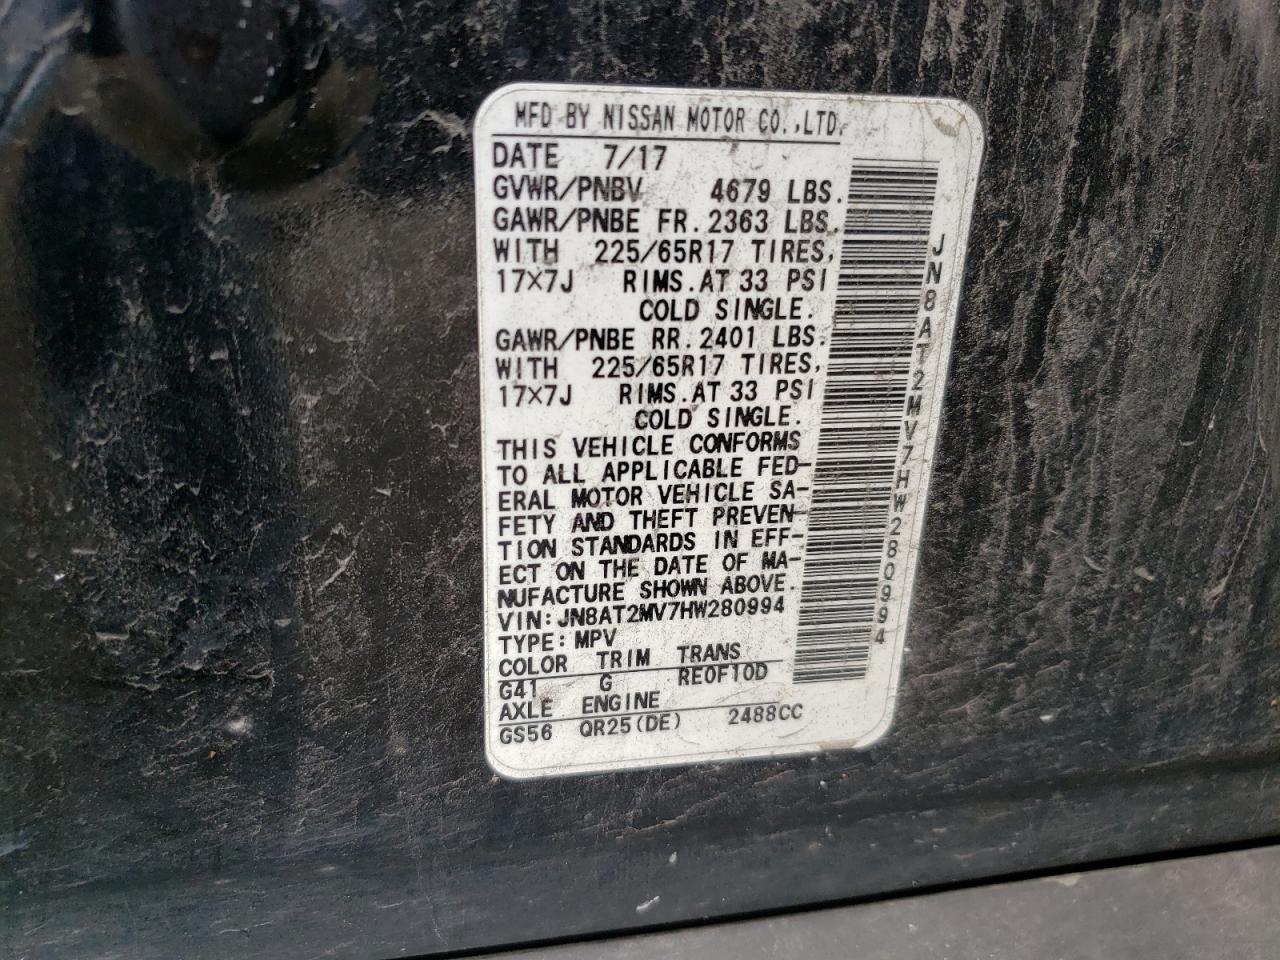 MFD BY NISSAN MOTOR CO.,LTD.
DATE 7/17
GVWR/PNBV 4679 LBS.
GAWR/PNBE FR. 2363 LBS.
WITH 225/65R17 TIRES,
17×7J RIMS.AT 33 PSI
COLD SINGLE.
GAWR/PNBE RR. 2401 LBS.
WITH 225/65R17 TIRES,
17×7J RIMS.AT 33 PSI
COLD SINGLE.
THIS VEHICLE CONFORMS
TO ALL APPLICABLE FED-
ERAL MOTOR VEHICLE SA-
FETY AND THEFT PREVEN-
TION STANDARDS IN EFF-
ECT ON THE DATE OF MA-
NUFACTURE SHOWN ABOVE.
VIN:JN8AT2MV7HW280994
TYPE:MPV
COLOR TRIM TRANS
G41 G RE0F10D
AXLE ENGINE
GS56 QR25(DE) 2488CC
JN8AT2MV7HW280994